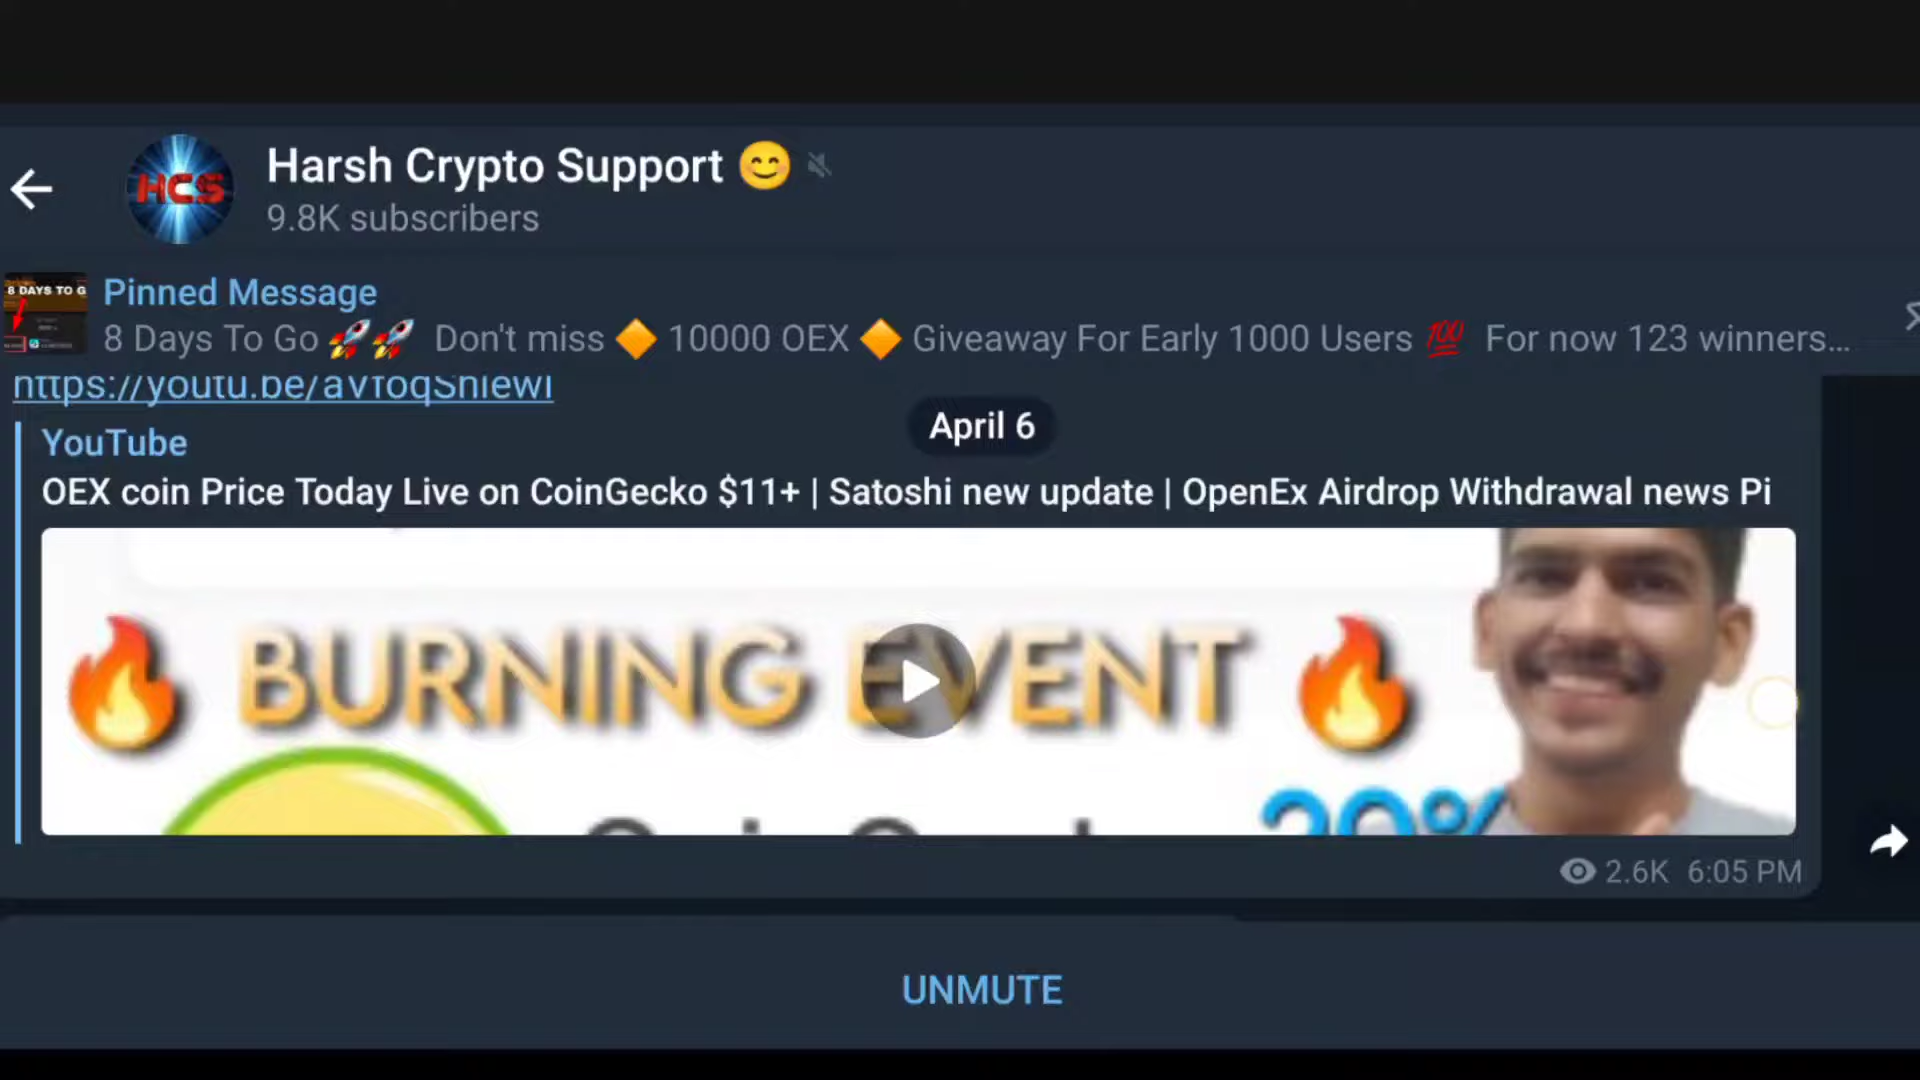 Harsh Crypto Support 😊
HCS
9.8K subscribers
8 DAYS TO G
Pinned Message
8 Days To Go 🚀🚀 Don't miss 🔶 10000 OEX 🔶 Giveaway For Early 1000 Users 💯 For now 123 winners...
April 6
YouTube
OEX coin Price Today Live on CoinGecko $11+ | Satoshi new update | OpenEx Airdrop Withdrawal news Pi
🔥 BURNING EVENT 🔥
20%
2.6K 6:05 PM
UNMUTE